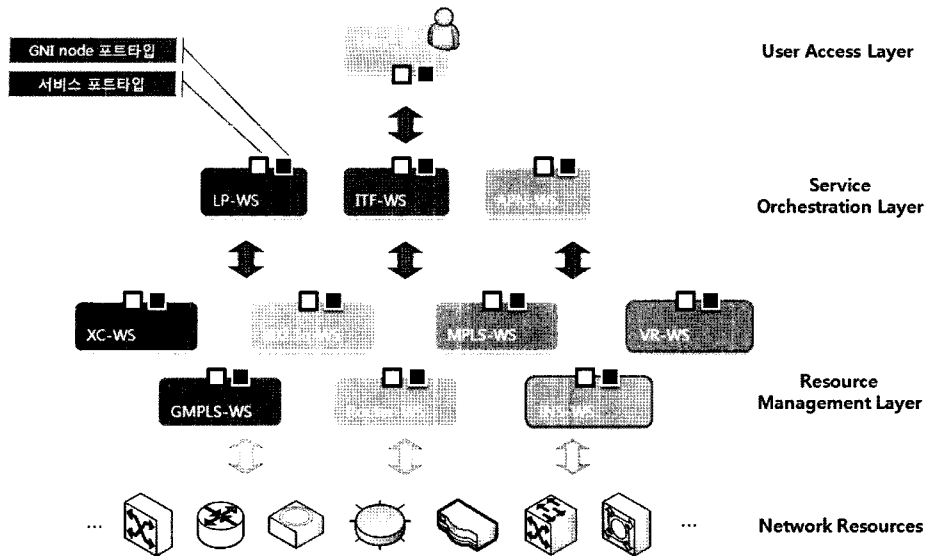 GNI node 포트타입
서비스 포트타입
User Access Layer
LP-WS
ITF-WS
Service
Orchestration Layer
XC-WS
MPLS-WS
VR-WS
GMPLS-WS
Resource
Management Layer
...
...
Network Resources